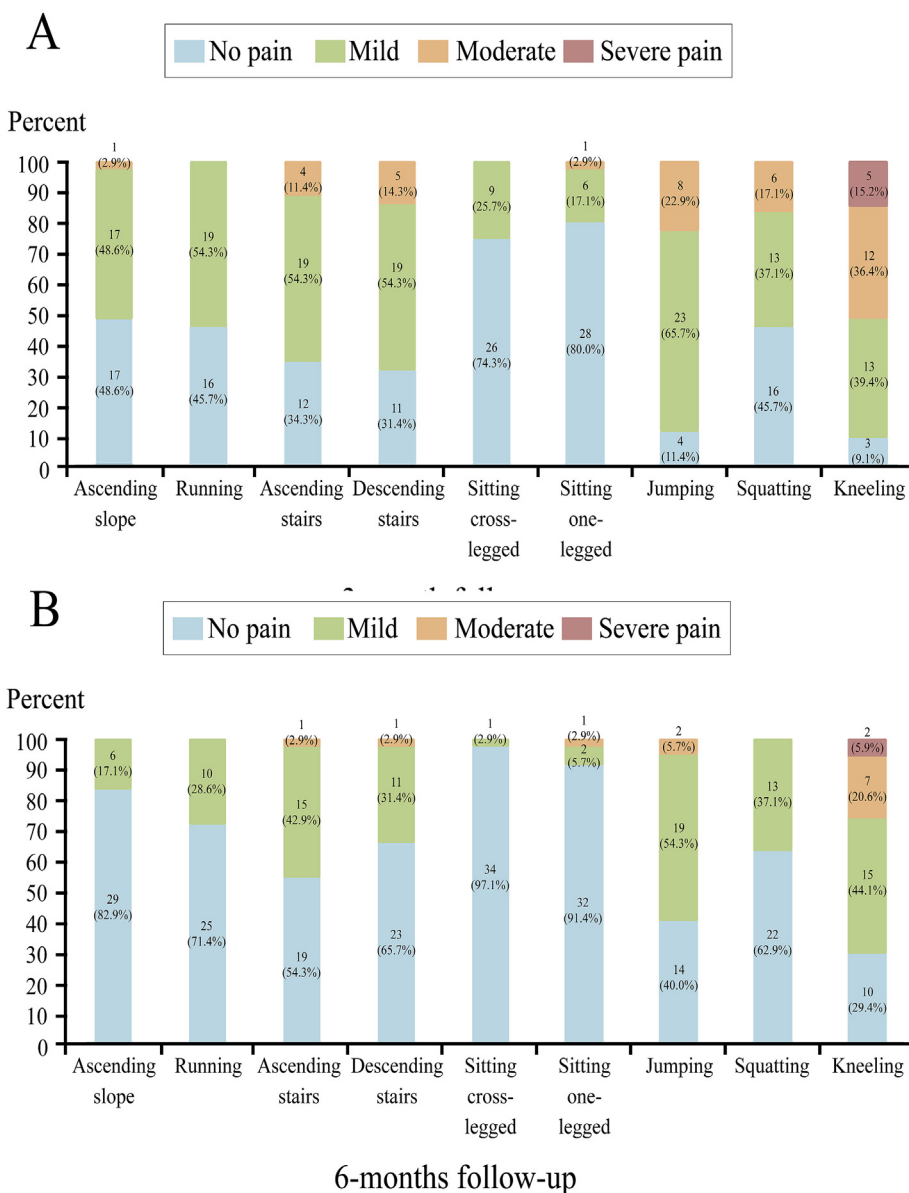 A
No pain Mild Moderate Severe pain
Percent
1 1
(2.9%) 4 5 9 (2.9%) 8 6 5
(11.4%) (14.3%) (25.7%) 6 (22.9%) (17.1%) (15.2%)
(17.1%)
17 19 19 19 13 12
(48.6%) (54.3%) (54.3%) (54.3%) (37.1%) (36.4%)
23
(65.7%)
26 28 13
(74.3%) (80.0%) (39.4%)
17 16 12 11 16
(48.6%) (45.7%) (34.3%) (31.4%) (45.7%)
4 3
(11.4%) (9.1%)
100
90
80
70
60
50
40
30
20
10
0
Ascending Running Ascending Descending Sitting Sitting Jumping Squatting Kneeling
slope stairs stairs cross- one-
legged legged
B
No pain Mild Moderate Severe pain
Percent
1 1 1 1 2 2
(2.9%) (2.9%) (2.9%) (2.9%) (5.7%) (5.9%)
6 10 2 7
(17.1%) (28.6%) (5.7%) (20.6%)
15 11 19 13 15
(42.9%) (31.4%) (54.3%) (37.1%) (44.1%)
29 25 19 23 34 32 14 22 10
(82.9%) (71.4%) (54.3%) (65.7%) (97.1%) (91.4%) (40.0%) (62.9%) (29.4%)
100
90
80
70
60
50
40
30
20
10
0
Ascending Running Ascending Descending Sitting Sitting Jumping Squatting Kneeling
slope stairs stairs cross- one-
legged legged
6-months follow-up